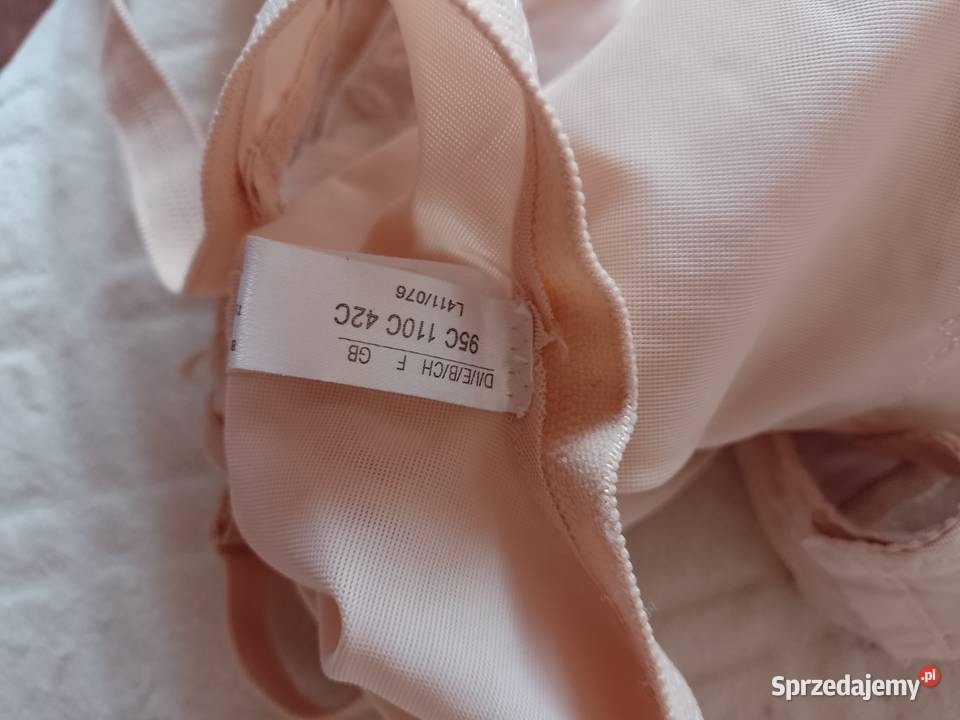 D/I/E/B/CH F GB
95C 110C 42C
L411/076
Sprzedajemy.pl